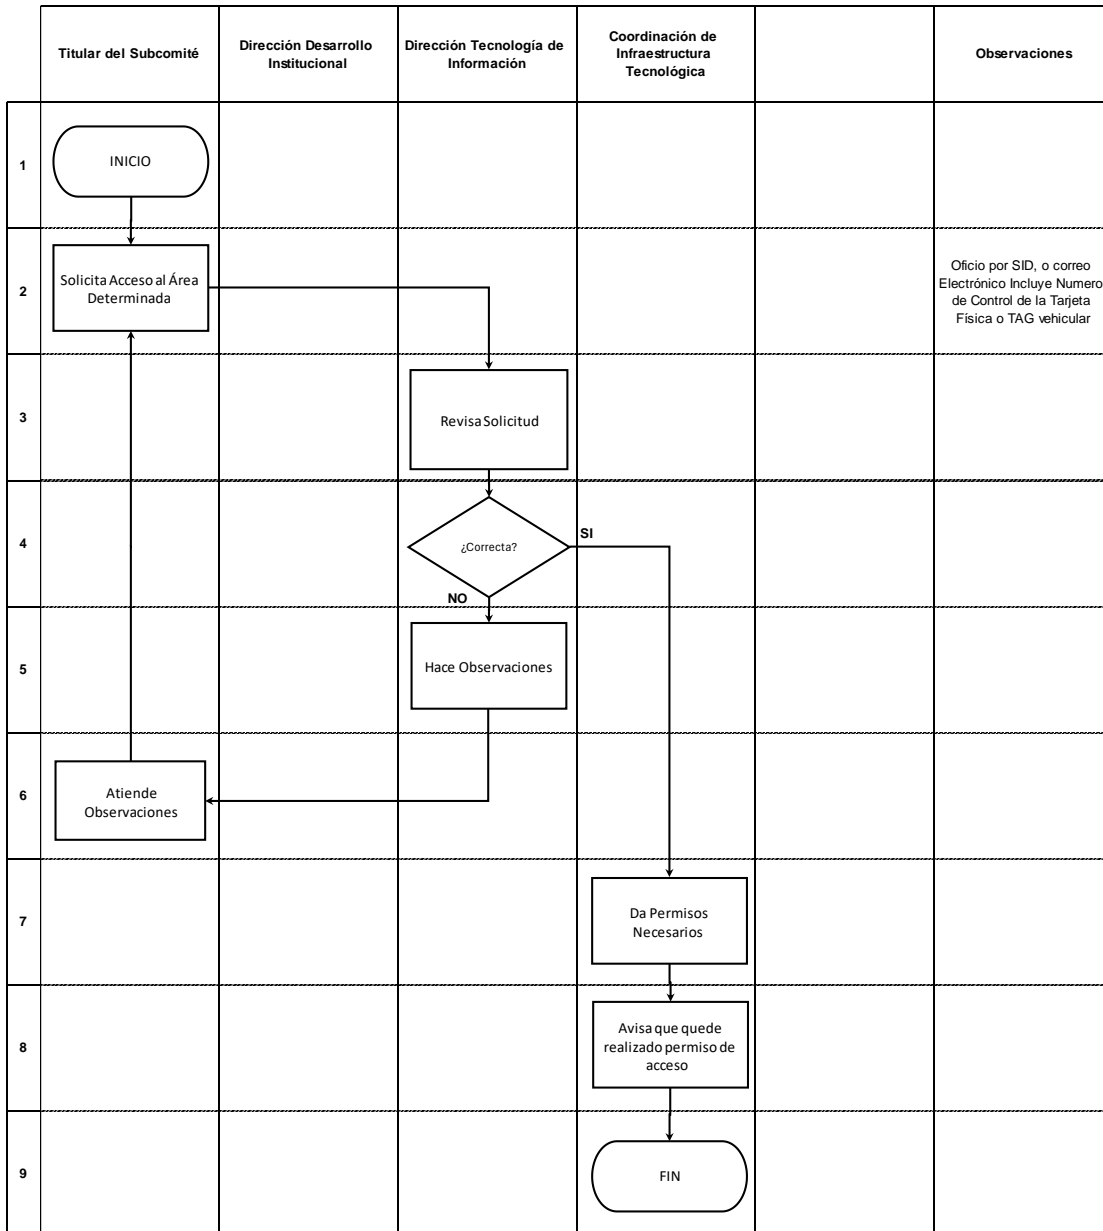 Titular del Subcomité
Dirección Desarrollo
Institucional
Dirección Tecnología de
Información
Coordinación de
Infraestructura
Tecnológica
Observaciones
1
INICIO
2
Solicita Acceso al Área
Determinada
Oficio por SID, o correo
Electrónico Incluye Numero
de Control de la Tarjeta
Física o TAG vehicular
3
Revisa Solicitud
4
¿Correcta?
SI
NO
5
Hace Observaciones
6
Atiende
Observaciones
7
Da Permisos
Necesarios
8
Avisa que quede
realizado permiso de
acceso
9
FIN